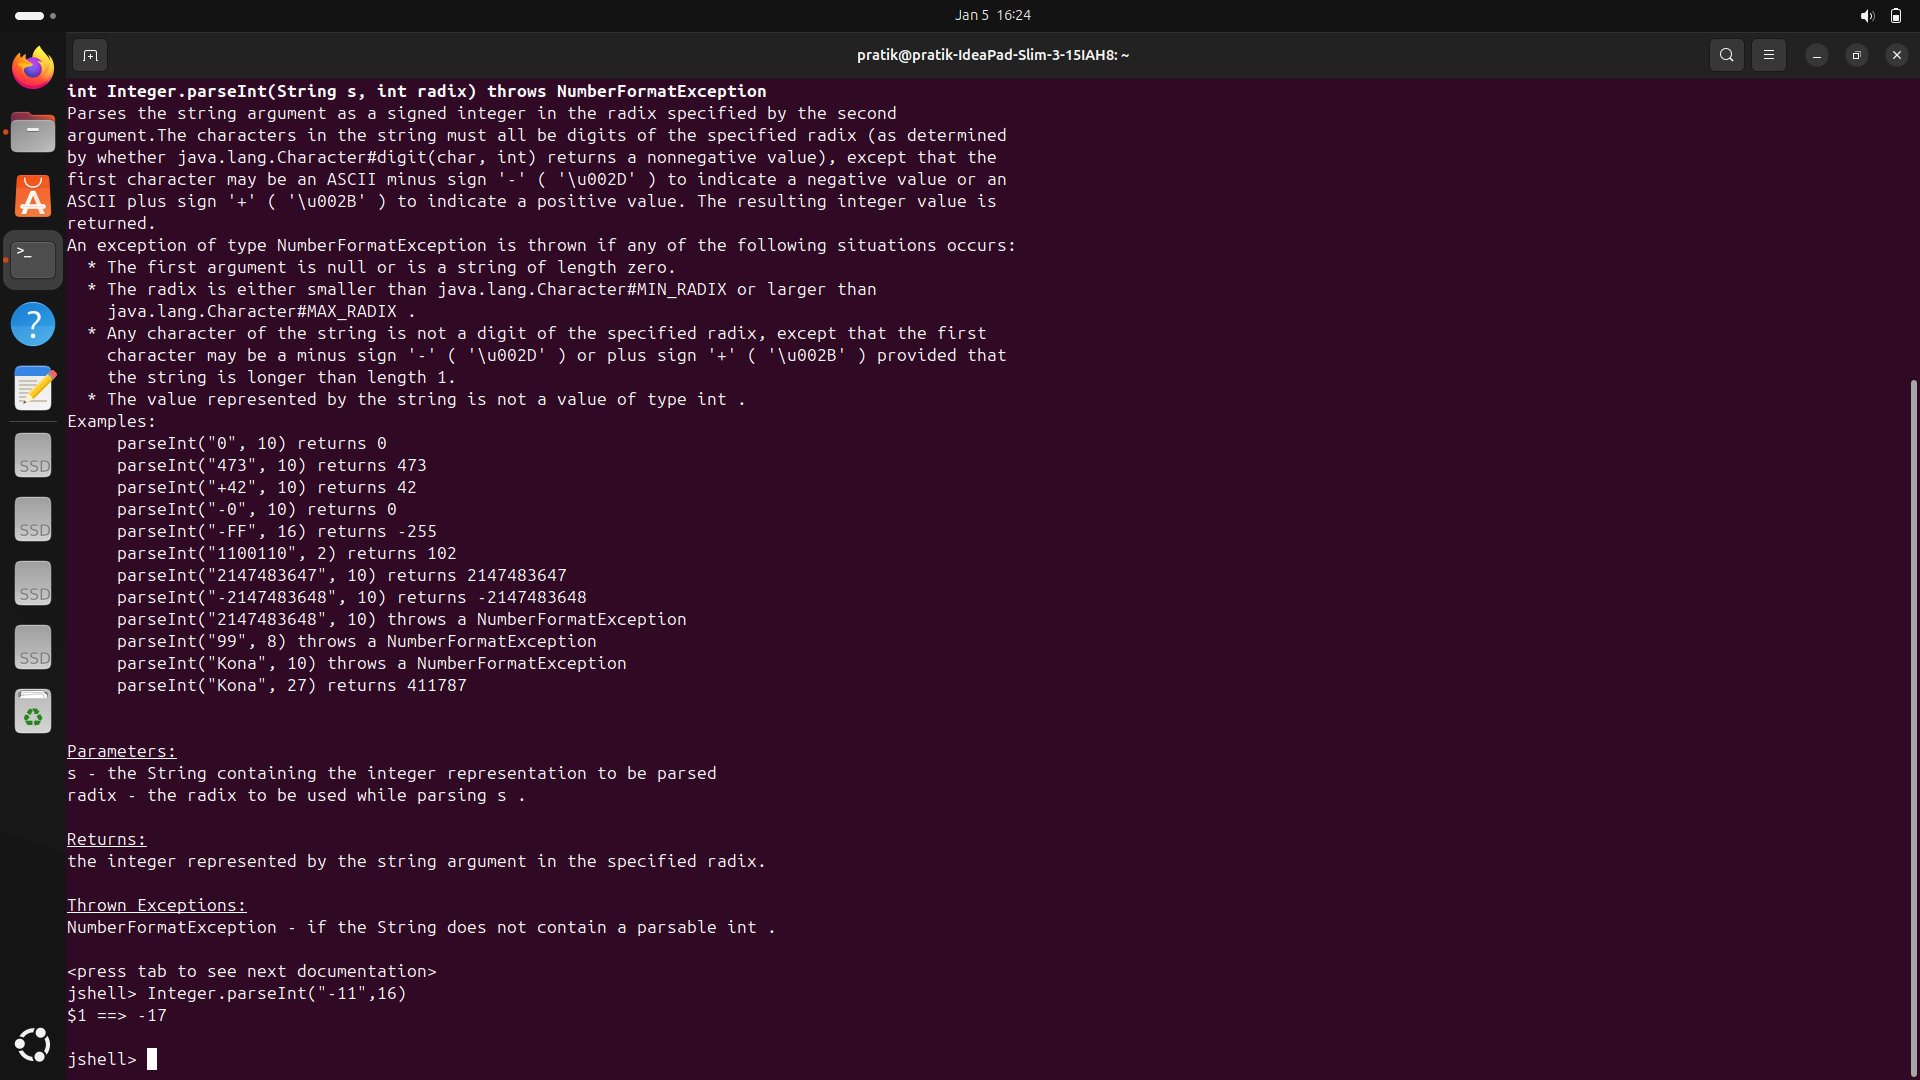 Jan 5  16:24
pratik@pratik-IdeaPad-Slim-3-15IAH8: ~
int Integer.parseInt(String s, int radix) throws NumberFormatException
Parses the string argument as a signed integer in the radix specified by the second
argument.The characters in the string must all be digits of the specified radix (as determined
by whether java.lang.Character#digit(char, int) returns a nonnegative value), except that the
first character may be an ASCII minus sign '-' ( '\u002D' ) to indicate a negative value or an
ASCII plus sign '+' ( '\u002B' ) to indicate a positive value. The resulting integer value is
returned.
An exception of type NumberFormatException is thrown if any of the following situations occurs:
  * The first argument is null or is a string of length zero.
  * The radix is either smaller than java.lang.Character#MIN_RADIX or larger than
    java.lang.Character#MAX_RADIX .
  * Any character of the string is not a digit of the specified radix, except that the first
    character may be a minus sign '-' ( '\u002D' ) or plus sign '+' ( '\u002B' ) provided that
    the string is longer than length 1.
  * The value represented by the string is not a value of type int .
Examples:
     parseInt("0", 10) returns 0
     parseInt("473", 10) returns 473
     parseInt("+42", 10) returns 42
     parseInt("-0", 10) returns 0
     parseInt("-FF", 16) returns -255
     parseInt("1100110", 2) returns 102
     parseInt("2147483647", 10) returns 2147483647
     parseInt("-2147483648", 10) returns -2147483648
     parseInt("2147483648", 10) throws a NumberFormatException
     parseInt("99", 8) throws a NumberFormatException
     parseInt("Kona", 10) throws a NumberFormatException
     parseInt("Kona", 27) returns 411787
Parameters:
s - the String containing the integer representation to be parsed
radix - the radix to be used while parsing s .
Returns:
the integer represented by the string argument in the specified radix.
Thrown Exceptions:
NumberFormatException - if the String does not contain a parsable int .
<press tab to see next documentation>
jshell> Integer.parseInt("-11",16)
$1 ==> -17
jshell>
>_
?
SSD
SSD
SSD
SSD